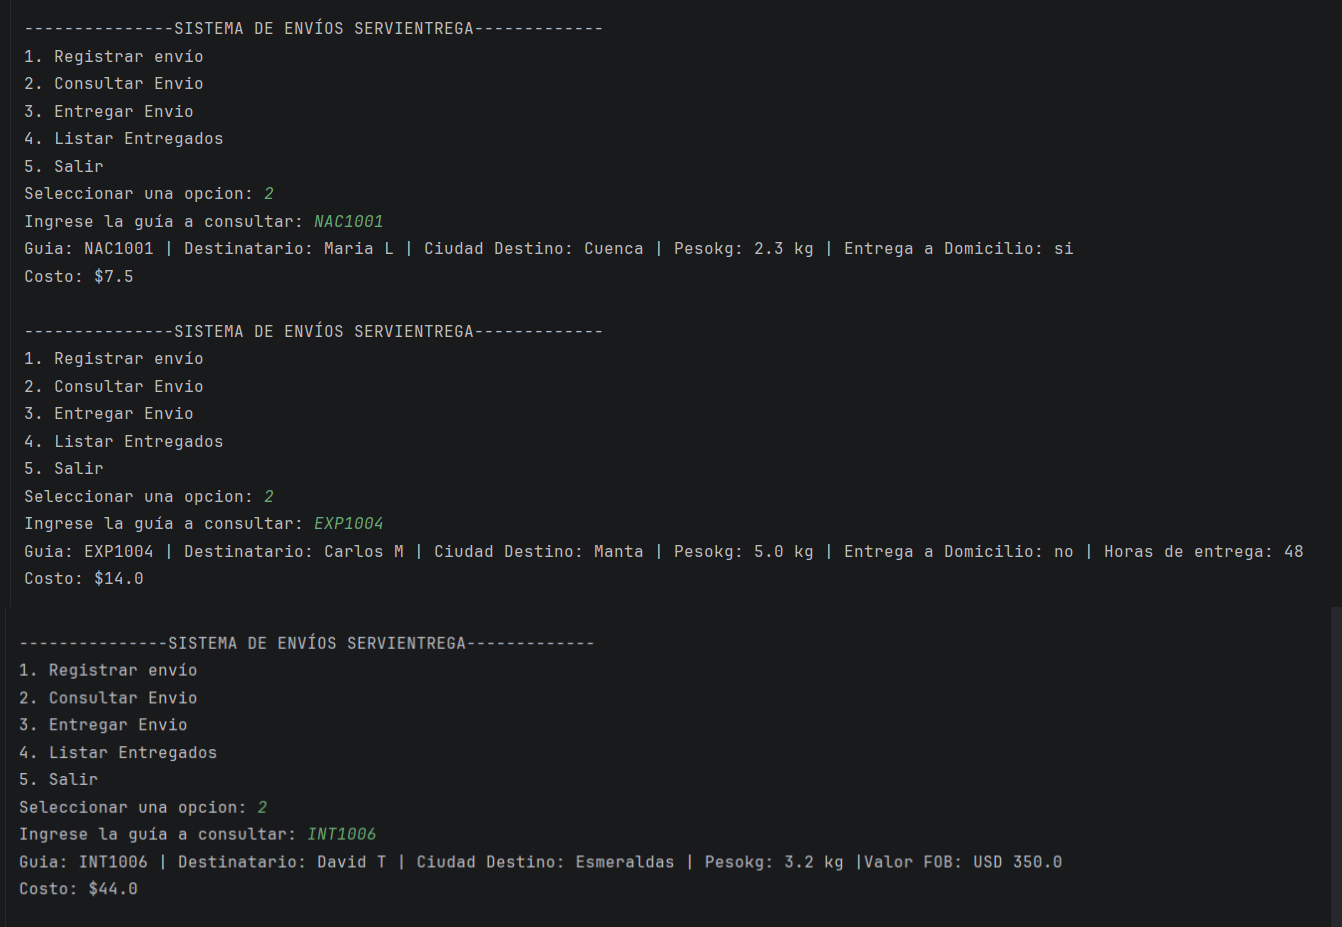 ---------------SISTEMA DE ENVÍOS SERVIENTREGA-------------
1. Registrar envío
2. Consultar Envio
3. Entregar Envio
4. Listar Entregados
5. Salir
Seleccionar una opcion: 2
Ingrese la guía a consultar: NAC1001
Guia: NAC1001 | Destinatario: Maria L | Ciudad Destino: Cuenca | Pesokg: 2.3 kg | Entrega a Domicilio: si
Costo: $7.5
---------------SISTEMA DE ENVÍOS SERVIENTREGA-------------
1. Registrar envío
2. Consultar Envio
3. Entregar Envio
4. Listar Entregados
5. Salir
Seleccionar una opcion: 2
Ingrese la guía a consultar: EXP1004
Guia: EXP1004 | Destinatario: Carlos M | Ciudad Destino: Manta | Pesokg: 5.0 kg | Entrega a Domicilio: no | Horas de entrega: 48
Costo: $14.0
---------------SISTEMA DE ENVÍOS SERVIENTREGA-------------
1. Registrar envío
2. Consultar Envio
3. Entregar Envio
4. Listar Entregados
5. Salir
Seleccionar una opcion: 2
Ingrese la guía a consultar: INT1006
Guia: INT1006 | Destinatario: David T | Ciudad Destino: Esmeraldas | Pesokg: 3.2 kg |Valor FOB: USD 350.0
Costo: $44.0